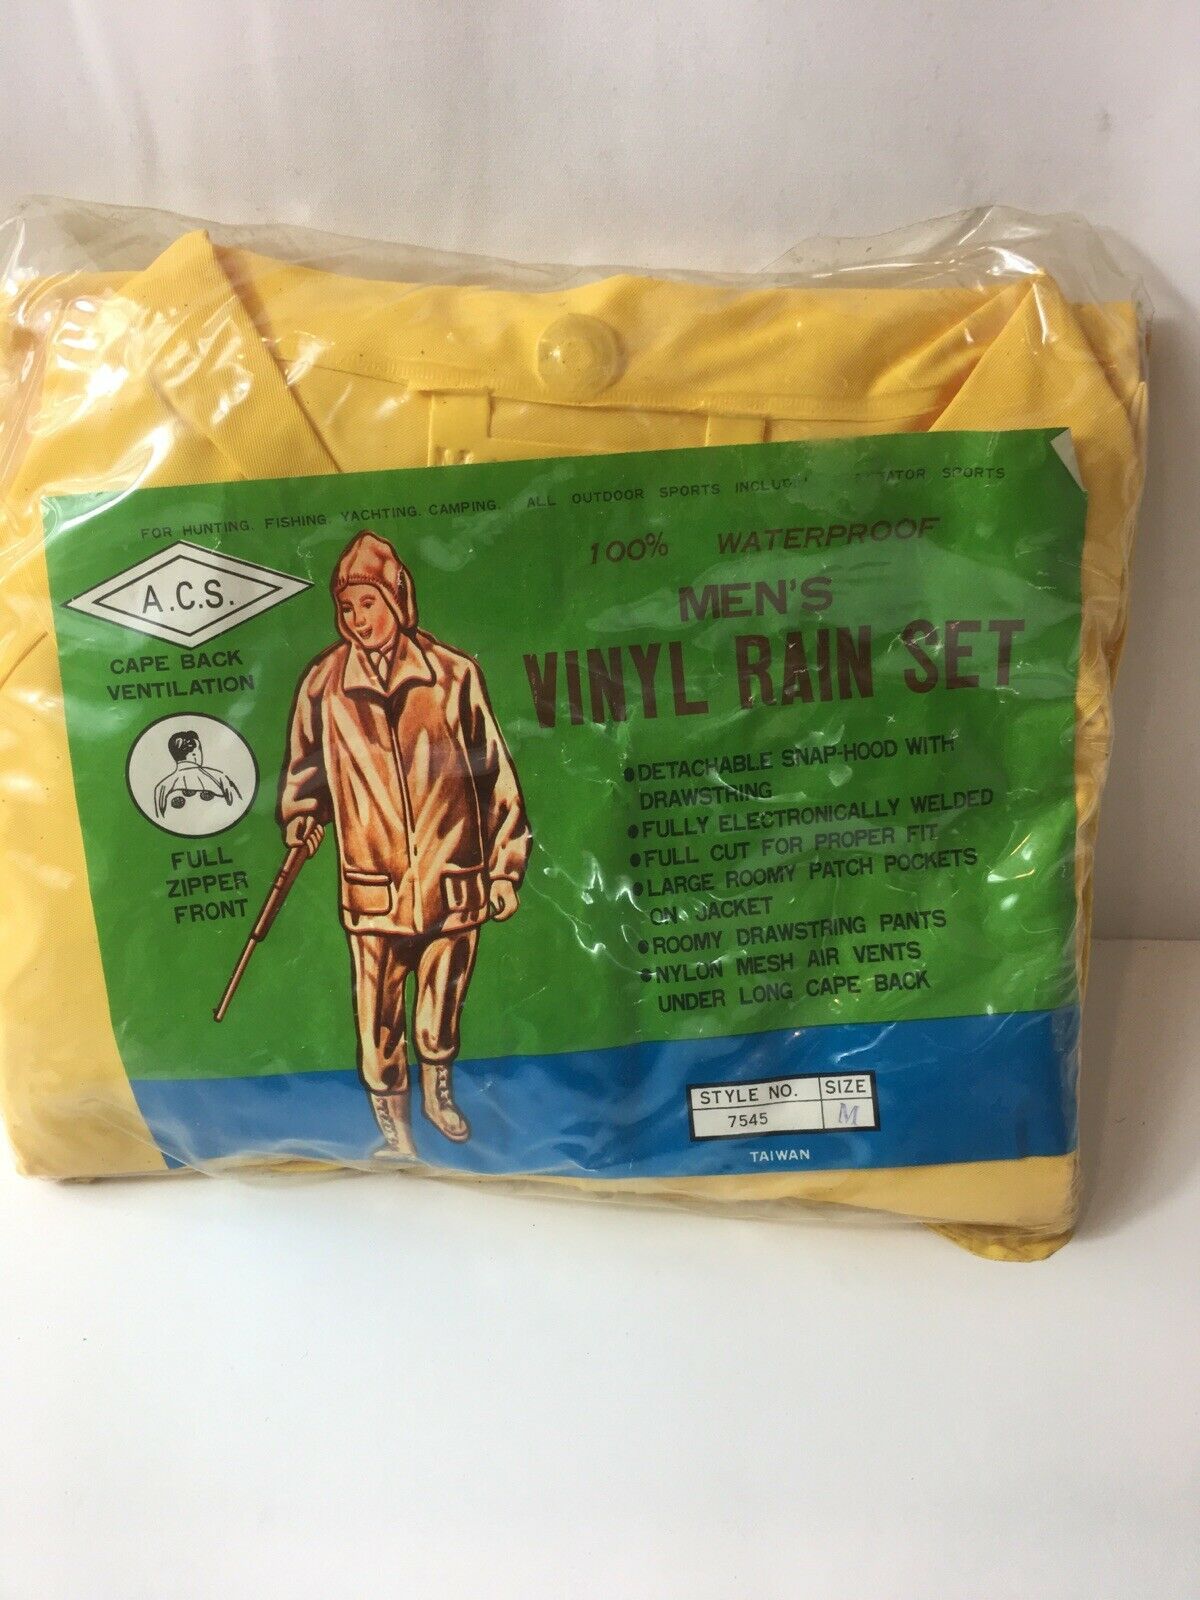 FOR HUNTING. FISHING. YACHTING. CAMPING. ALL OUTDOOR SPORTS SPORTS
A.C.S.
CAPE BACK
VENTILATION
FULL
ZIPPER
FRONT
100% WATERPROOF
MEN'S
VINYL RAIN SET
•DETACHABLE SNAP-HOOD WITH
DRAWSTRING
•FULLY ELECTRONICALLY WELDED
•FULL CUT FOR PROPER FIT.
•LARGE ROOMY PATCH POCKETS
ON JACKET
•ROOMY DRAWSTRING PANTS
•NYLON MESH AIR VENTS
UNDER LONG CAPE BACK
STYLE NO. SIZE
7545 M
TAIWAN